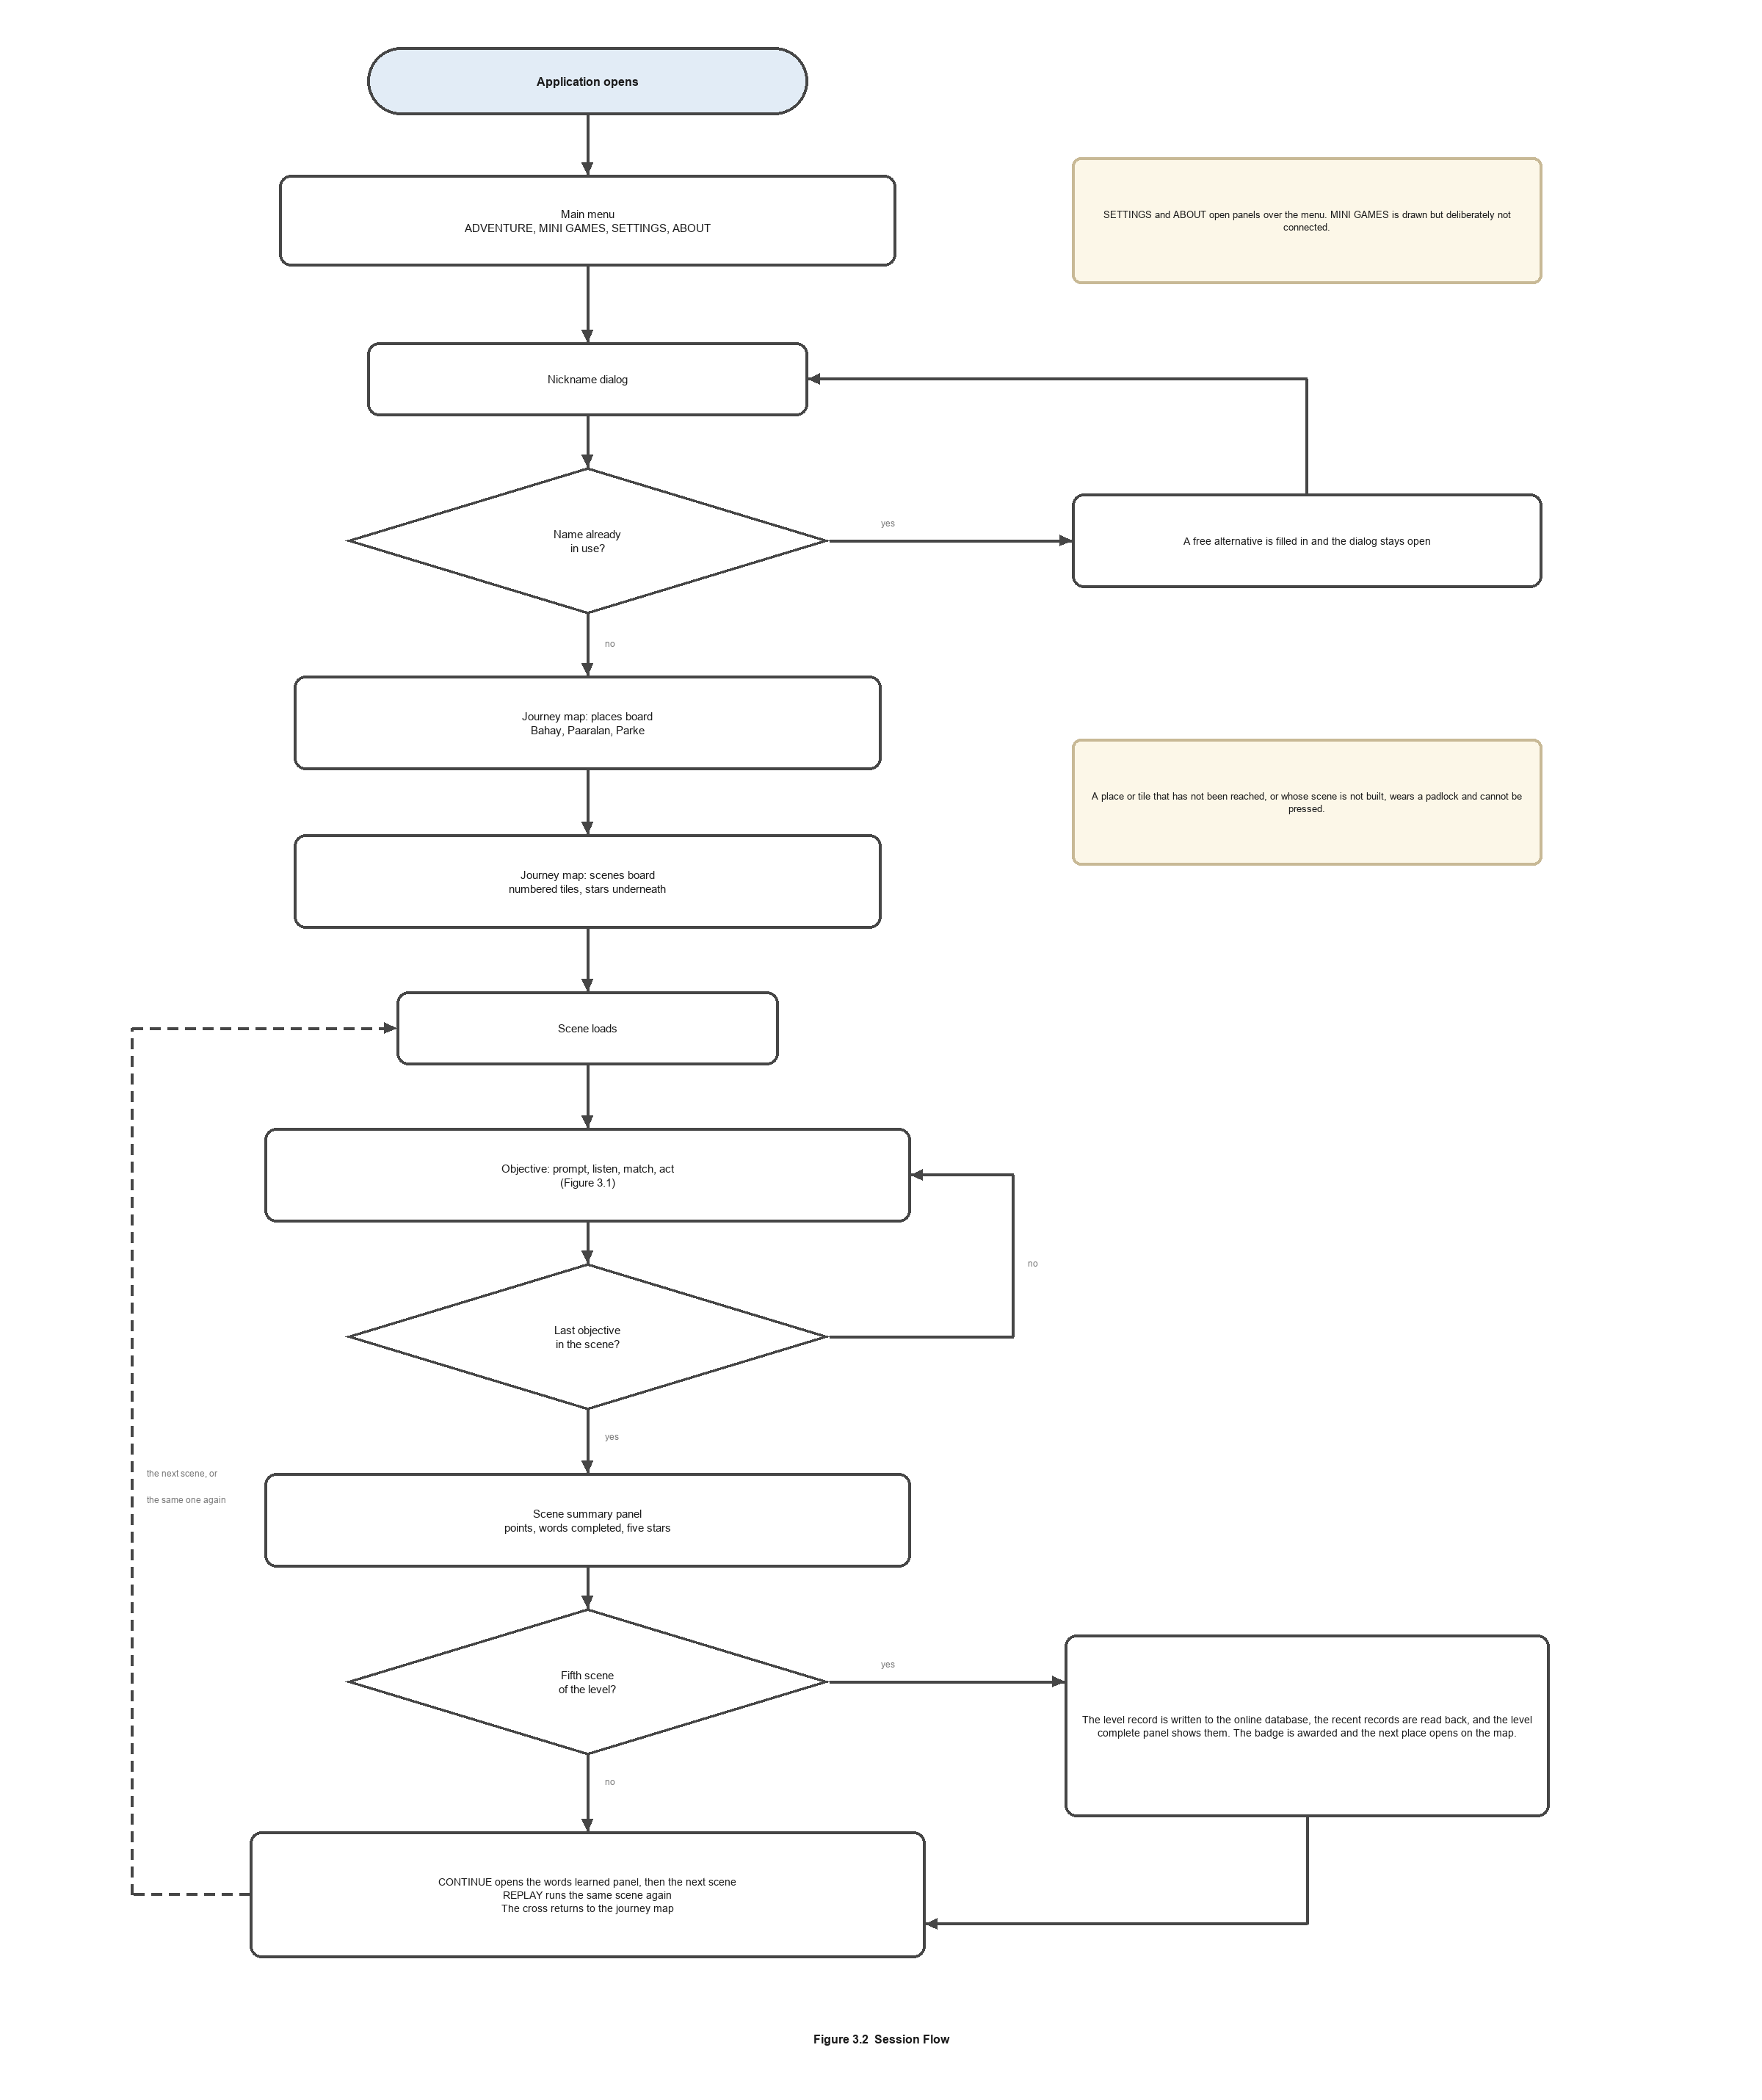 Application opens
Main menu
ADVENTURE, MINI GAMES, SETTINGS, ABOUT
SETTINGS and ABOUT open panels over the menu. MINI GAMES is drawn but deliberately not
connected.
Nickname dialog
Name already
in use?
yes
A free alternative is filled in and the dialog stays open
no
Journey map: places board
Bahay, Paaralan, Parke
A place or tile that has not been reached, or whose scene is not built, wears a padlock and cannot be
pressed.
Journey map: scenes board
numbered tiles, stars underneath
Scene loads
Objective: prompt, listen, match, act
(Figure 3.1)
no
Last objective
in the scene?
yes
the next scene, or
the same one again
Scene summary panel
points, words completed, five stars
Fifth scene
of the level?
yes
The level record is written to the online database, the recent records are read back, and the level
complete panel shows them. The badge is awarded and the next place opens on the map.
no
CONTINUE opens the words learned panel, then the next scene
REPLAY runs the same scene again
The cross returns to the journey map
Figure 3.2 Session Flow